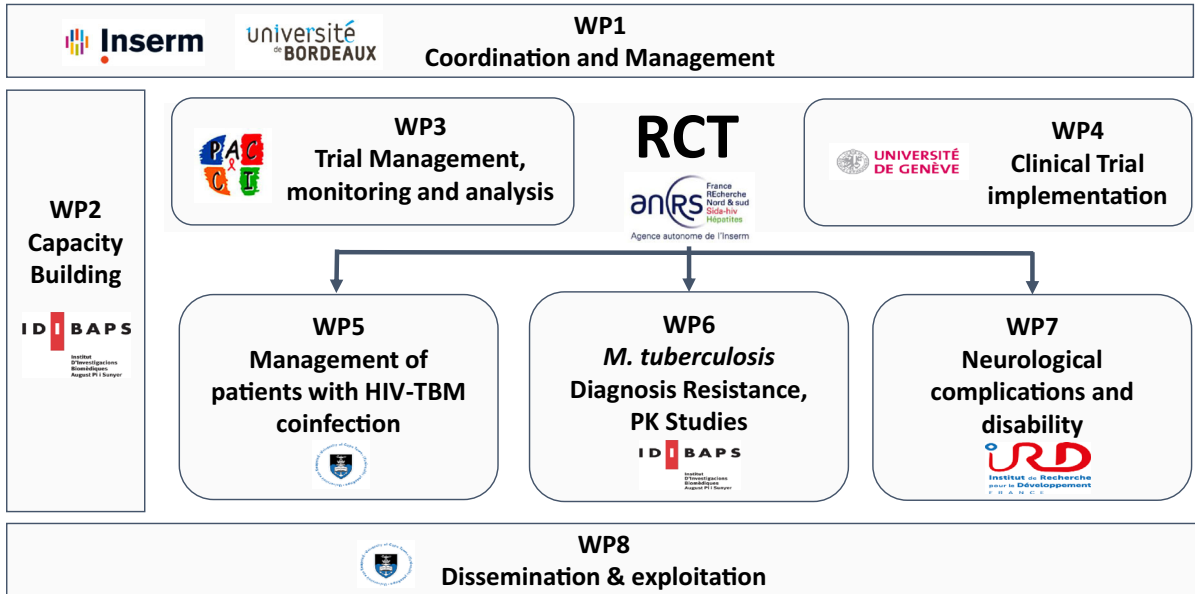 Inserm
université
de BORDEAUX
WP1
Coordination and Management
WP2
Capacity
Building
IDIBAPS
Institut
D'Investigacions
Biomèdiques
August Pi i Sunyer
PAC
CI
WP3
Trial Management,
monitoring and analysis
RCT
anRS
France
REcherche
Nord & sud
Sida-hiv
Hépatites
Agence autonome de l'Inserm
UNIVERSITÉ
DE GENÈVE
WP4
Clinical Trial
implementation
WP5
Management of
patients with HIV-TBM
coinfection
WP6
M. tuberculosis
Diagnosis Resistance,
PK Studies
IDIBAPS
Institut
D'Investigacions
Biomèdiques
August Pi i Sunyer
WP7
Neurological
complications and
disability
iRD
Institut de Recherche
pour le Développement
FRANCE
WP8
Dissemination & exploitation